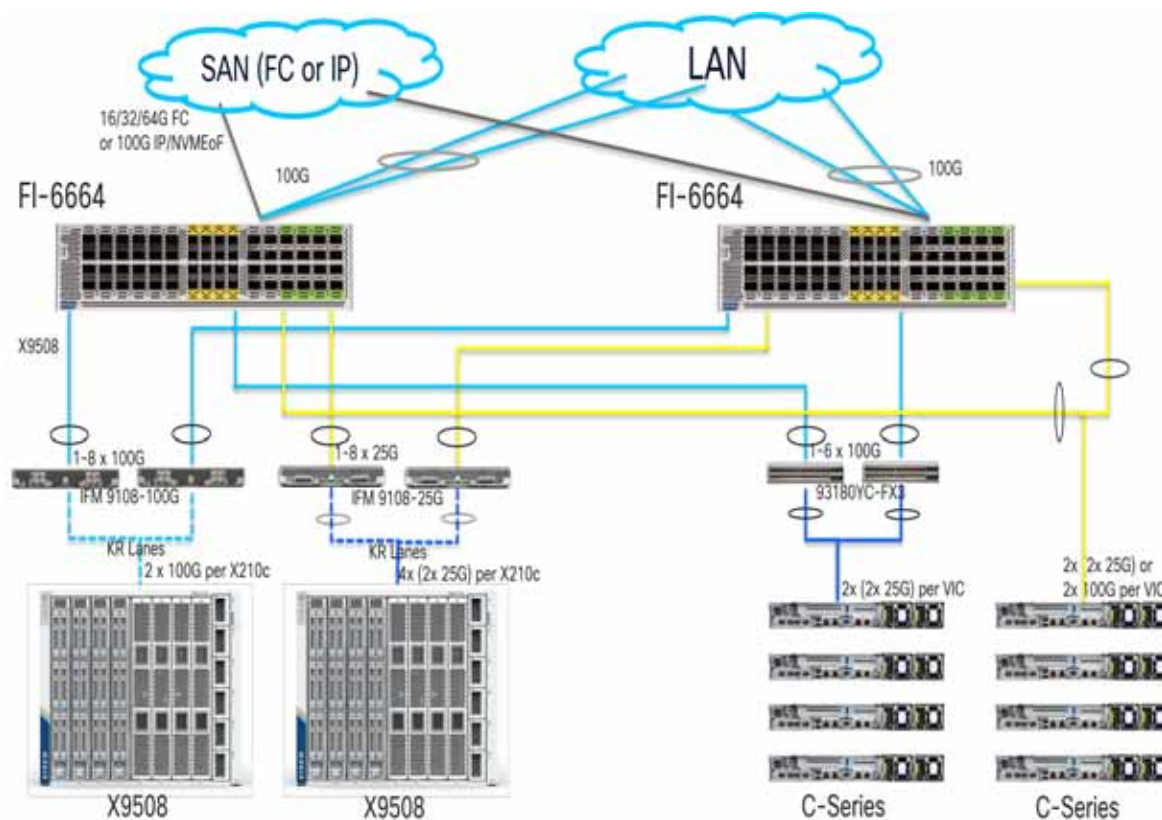 SAN (FC or IP)
LAN
16/32/64G FC
or 100G IP/NVMEoF
100G
100G
FI-6664
FI-6664
X9508
1-8 x 100G
1-8 x 25G
1-6 x 100G
IFM 9108-100G
IFM 9108-25G
93180YC-FX3
KR Lanes
KR Lanes
2 x 100G per X210c
4x (2x 25G) per X210c
2x (2x 25G) per VIC
2x (2x 25G) or
2x 100G per VIC
X9508
X9508
C-Series
C-Series